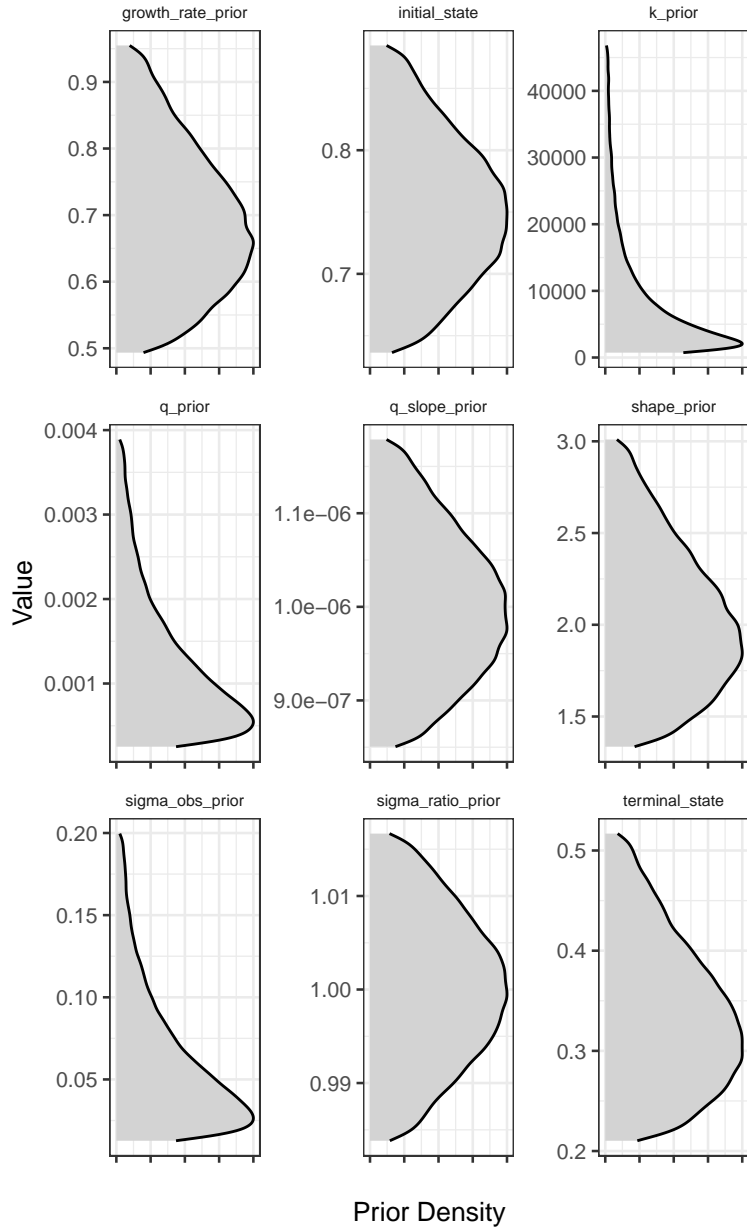 growth_rate_prior
0.9
0.8
0.7
0.6
0.5
initial_state
0.8
0.7
k_prior
40000
30000
20000
10000
0
q_prior
0.004
0.003
0.002
0.001
q_slope_prior
1.1e−06
1.0e−06
9.0e−07
shape_prior
3.0
2.5
2.0
1.5
sigma_obs_prior
0.20
0.15
0.10
0.05
sigma_ratio_prior
1.01
1.00
0.99
terminal_state
0.5
0.4
0.3
0.2
Value
Prior Density